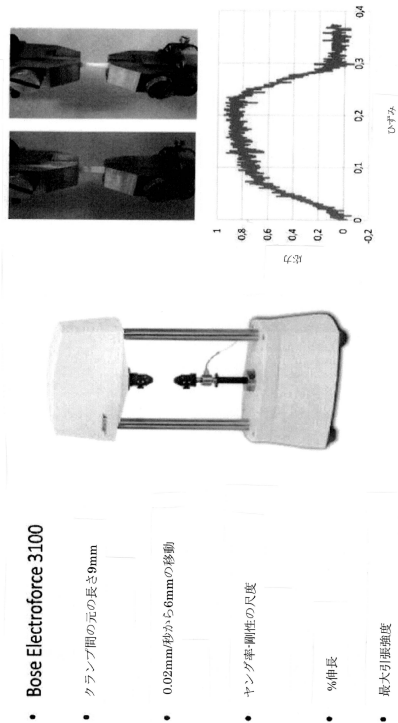 Bose Electroforce 3100
クランプ間の元の長さ9mm
0.02mm/秒から6mmの移動
ヤング率-剛性の尺度
%伸長
最大引張強度
応力
1
0,8
0,6
0,4
0,2
0
-0,2
0
0,1
0,2
0,3
0,4
ひずみ